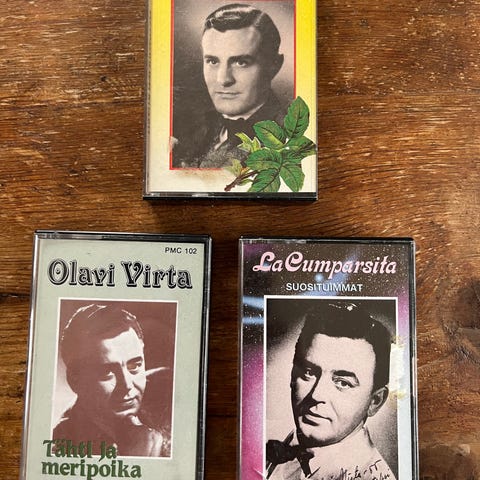 PMC 102
Olavi Virta
Tähti ja
meripoika
La Cumparsita
SUOSITUIMMAT